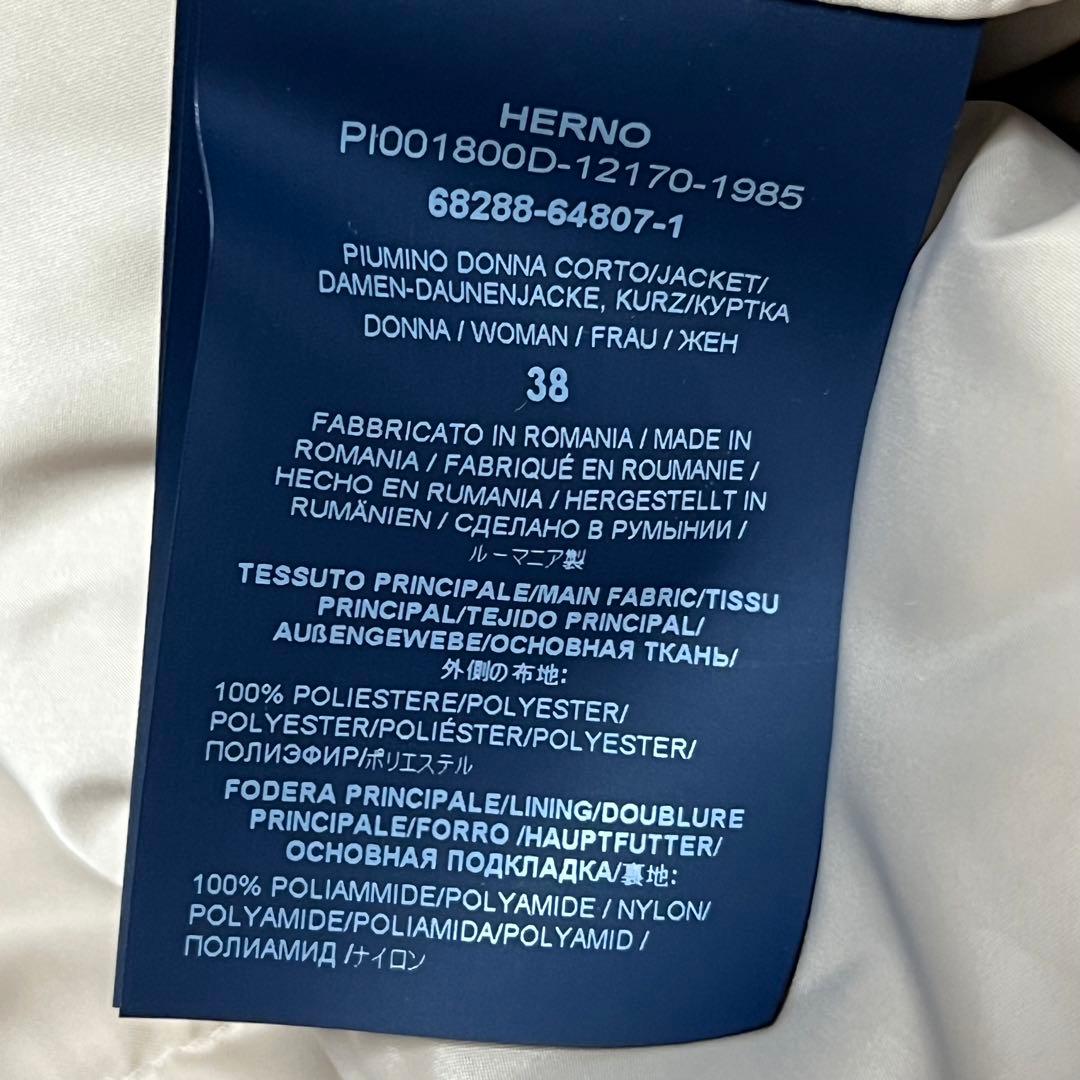 HERNO
PI001800D-12170-1985
68288-64807-1
PIUMINO DONNA CORTO/JACKET/
DAMEN-DAUNENJACKE, KURZ/КУРТКА
DONNA / WOMAN / FRAU / ЖЕН
38
FABBRICATO IN ROMANIA / MADE IN
ROMANIA / FABRIQUÉ EN ROUMANIE /
HECHO EN RUMANIA / HERGESTELLT IN
RUMÄNIEN / СДЕЛАНО В РУМЫНИИ /
ルーマニア製
TESSUTO PRINCIPALE/MAIN FABRIC/TISSU
PRINCIPAL/TEJIDO PRINCIPAL/
AUßENGEWEBE/ОСНОВНАЯ ТКАНЬ/
外側の布地:
100% POLIESTERE/POLYESTER/
POLYESTER/POLIÉSTER/POLYESTER/
ПОЛИЭФИР/ポリエステル
FODERA PRINCIPALE/LINING/DOUBLURE
PRINCIPALE/FORRO /HAUPTFUTTER/
ОСНОВНАЯ ПОДКЛАДКА/裏地:
100% POLIAMMIDE/POLYAMIDE / NYLON/
POLYAMIDE/POLIAMIDA/POLYAMID /
ПОЛИАМИД /ナイロン